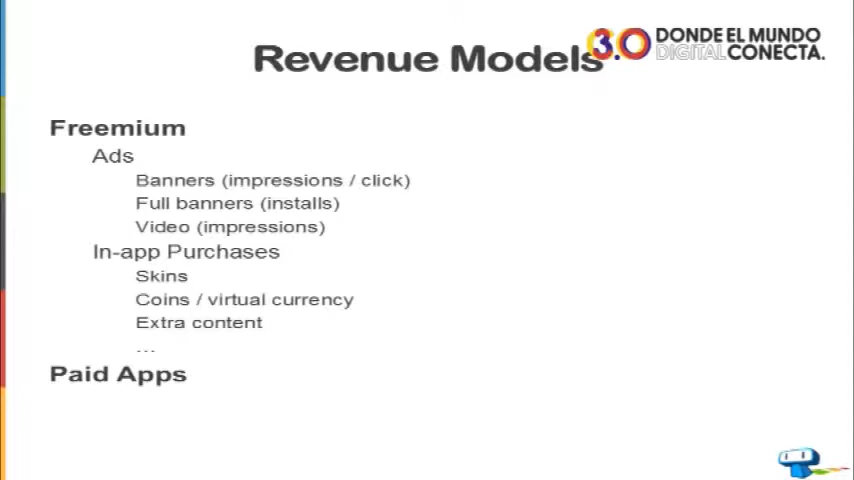 Revenue Models
3.0 DONDE EL MUNDO
DIGITAL CONECTA.
Freemium
Ads
Banners (impressions / click)
Full banners (installs)
Video (impressions)
In-app Purchases
Skins
Coins / virtual currency
Extra content
...
Paid Apps